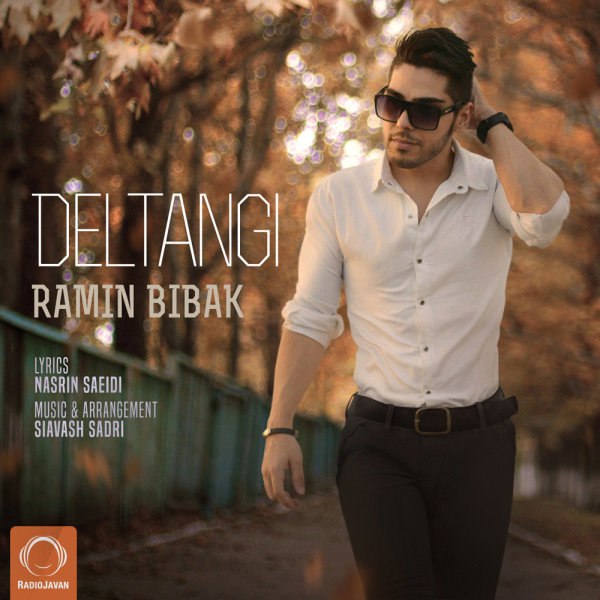 DELTANGI
RAMIN BIBAK
LYRICS
NASRIN SAEIDI
MUSIC & ARRANGEMENT
SIAVASH SADRI
RADIOJAVAN